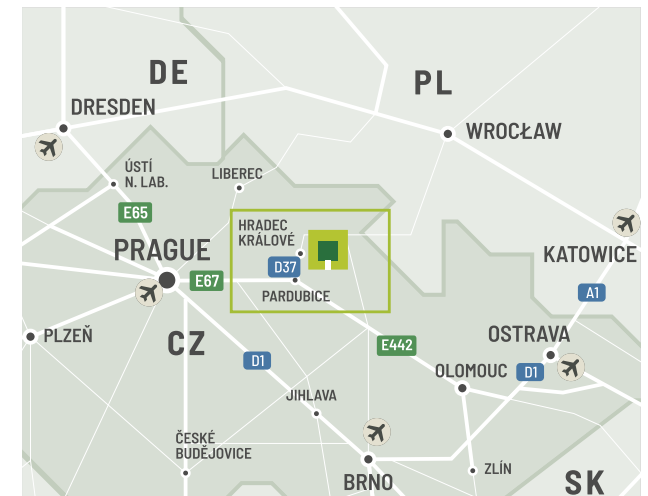 DE
PL
DRESDEN
WROCŁAW
ÚSTÍ
N. LAB.
LIBEREC
E65
HRADEC
KRÁLOVÉ
PRAGUE
KATOWICE
D37
E67
PARDUBICE
A1
PLZEŇ
CZ
E442
OSTRAVA
D1
OLOMOUC
D1
JIHLAVA
ČESKÉ
BUDĚJOVICE
ZLÍN
BRNO
SK